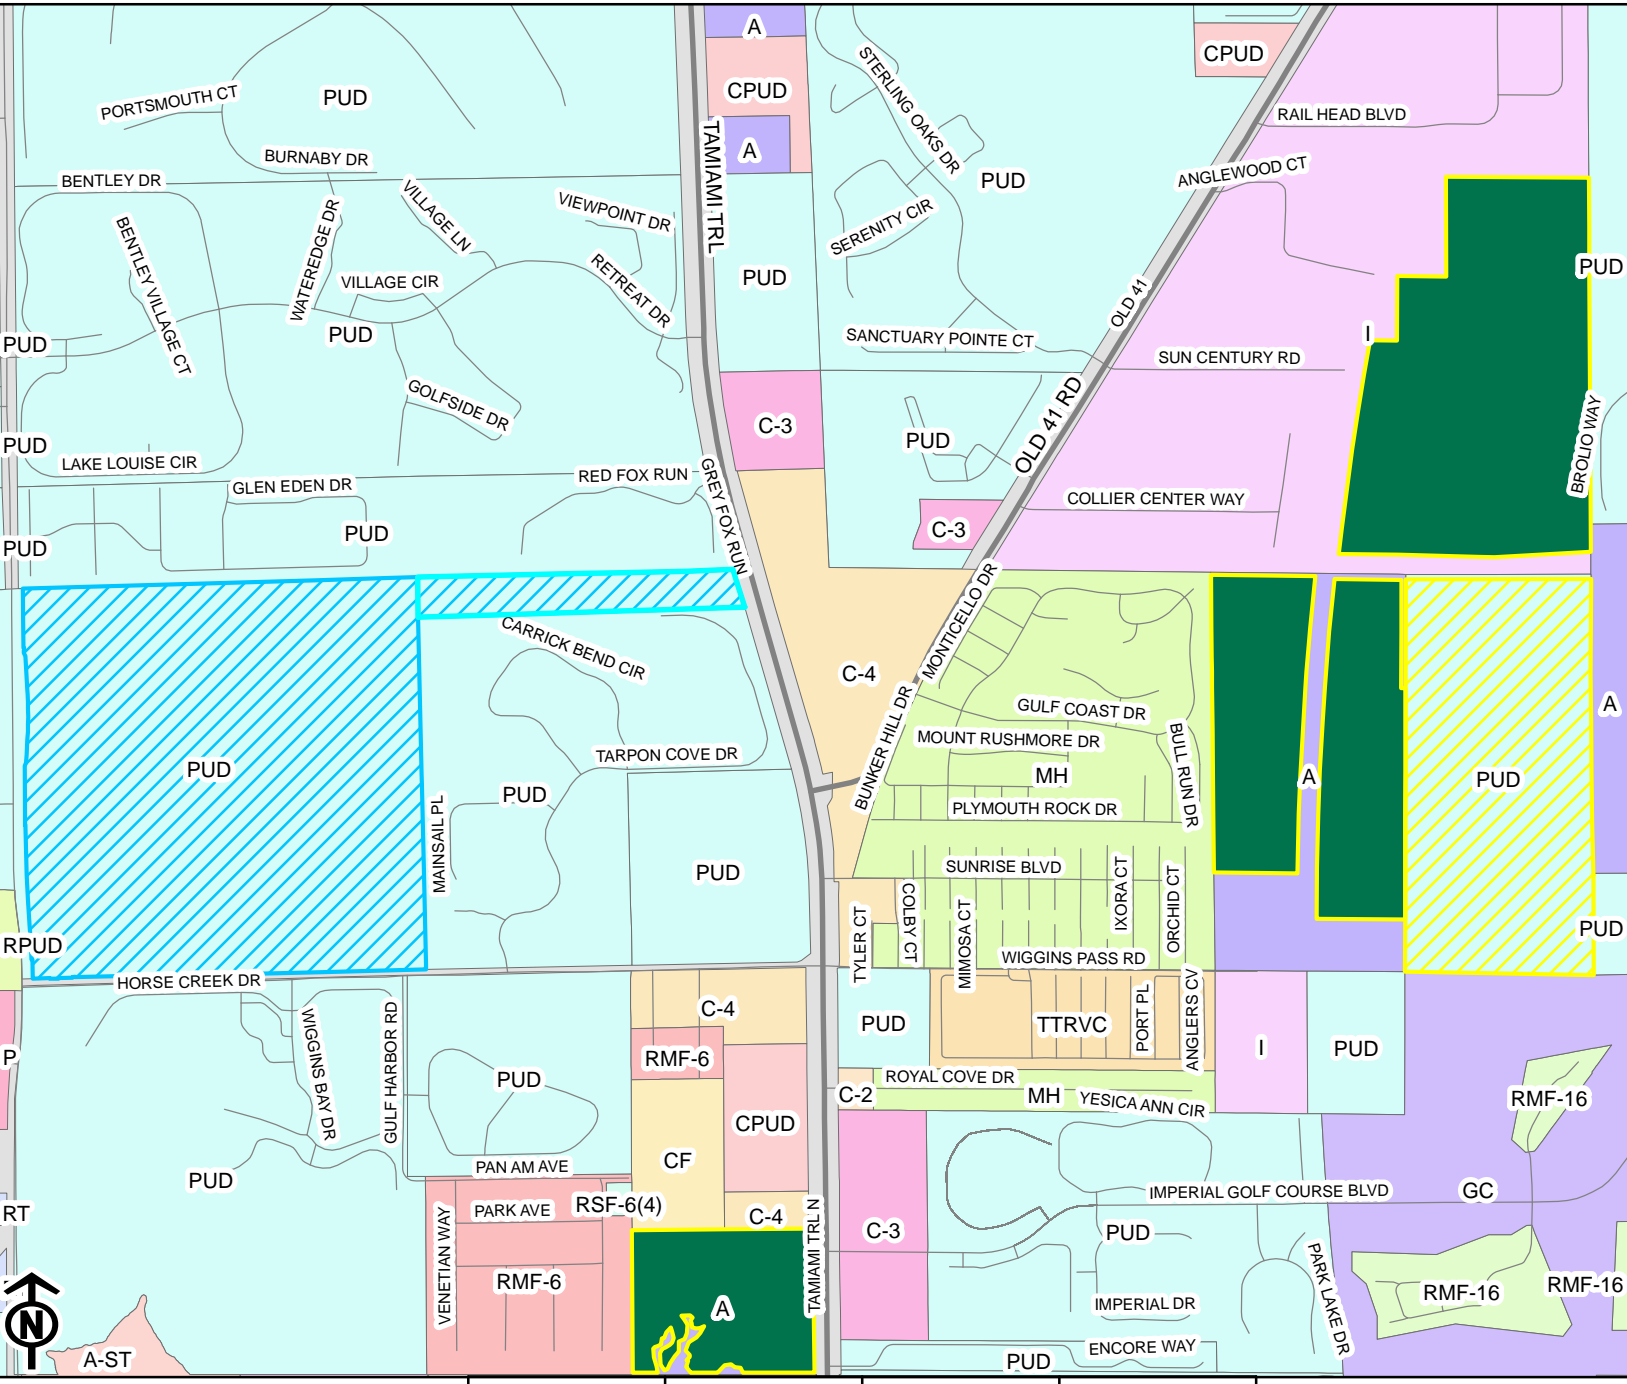 A
CPUD
CPUD
STERLING OAKS DR
PORTSMOUTH CT
PUD
RAIL HEAD BLVD
TAMIAMI TRL
A
BURNABY DR
ANGLEWOOD CT
BENTLEY DR
PUD
VILLAGE LN
VIEWPOINT DR
SERENITY CIR
WATEREDGE DR
BENTLEY VILLAGE CT
PUD
PUD
VILLAGE CIR
RETREAT DR
OLD 41
PUD
PUD
SANCTUARY POINTE CT
I
SUN CENTURY RD
GOLFSIDE DR
C-3
OLD 41 RD
PUD
PUD
BROLIO WAY
LAKE LOUISE CIR
RED FOX RUN
GLEN EDEN DR
GREY FOX RUN
COLLIER CENTER WAY
PUD
PUD
C-3
MONTICELLO DR
CARRICK BEND CIR
C-4
BUNKER HILL DR
GULF COAST DR
A
MOUNT RUSHMORE DR
TARPON COVE DR
BULL RUN DR
PUD
MH
A
PUD
PUD
PLYMOUTH ROCK DR
MAINSAIL PL
PUD
SUNRISE BLVD
IXORA CT
ORCHID CT
COLBY CT
MIMOSA CT
TYLER CT
PUD
RPUD
WIGGINS PASS RD
HORSE CREEK DR
C-4
WIGGINS BAY DR
GULF HARBOR RD
PUD
TTRVC
PORT PL
ANGLERS CV
I
PUD
P
RMF-6
PUD
ROYAL COVE DR
C-2
MH
YESICA ANN CIR
RMF-16
CPUD
CF
PAN AM AVE
PUD
RSF-6(4)
IMPERIAL GOLF COURSE BLVD
GC
RT
PARK AVE
C-4
C-3
PUD
VENETIAN WAY
TAMIAMI TRL N
RMF-6
PARK LAKE DR
RMF-16
RMF-16
A
IMPERIAL DR
N
ENCORE WAY
A-ST
PUD